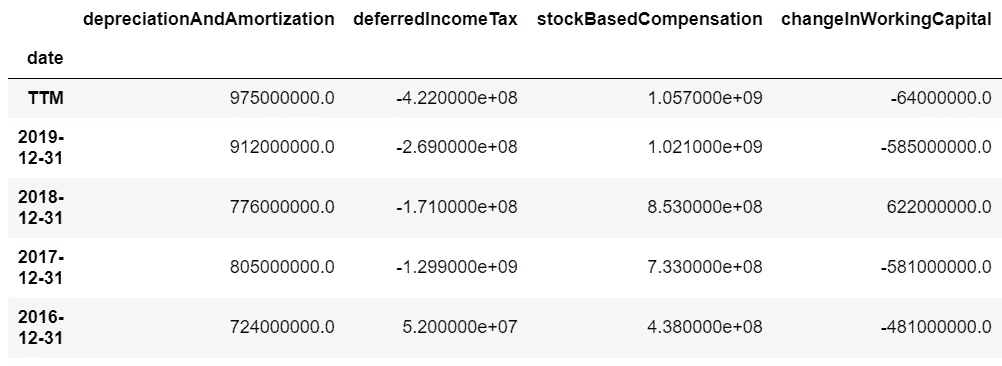 depreciationAndAmortization deferredIncomeTax stockBasedCompensation changeInWorkingCapital
date
TTM 975000000.0 -4.220000e+08 1.057000e+09 -64000000.0
2019-
12-31 912000000.0 -2.690000e+08 1.021000e+09 -585000000.0
2018-
12-31 776000000.0 -1.710000e+08 8.530000e+08 622000000.0
2017-
12-31 805000000.0 -1.299000e+09 7.330000e+08 -581000000.0
2016-
12-31 724000000.0 5.200000e+07 4.380000e+08 -481000000.0